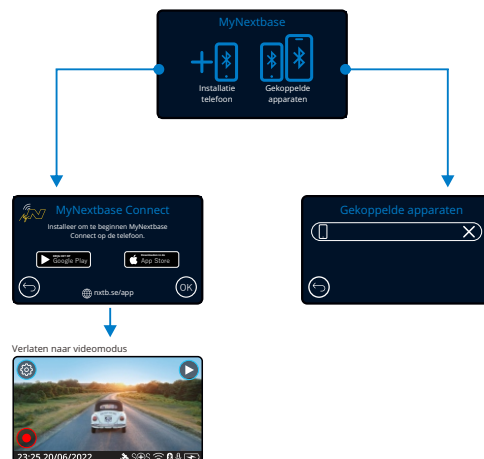 MyNextbase
Installatie
telefoon
Gekoppelde
apparaten
MyNextbase Connect
Installeer om te beginnen MyNextbase
Connect op de telefoon.
Google Play
App Store
OK
nxtb.se/app
Gekoppelde apparaten
Verlaten naar videomodus
23:25 20/06/2022
SOS